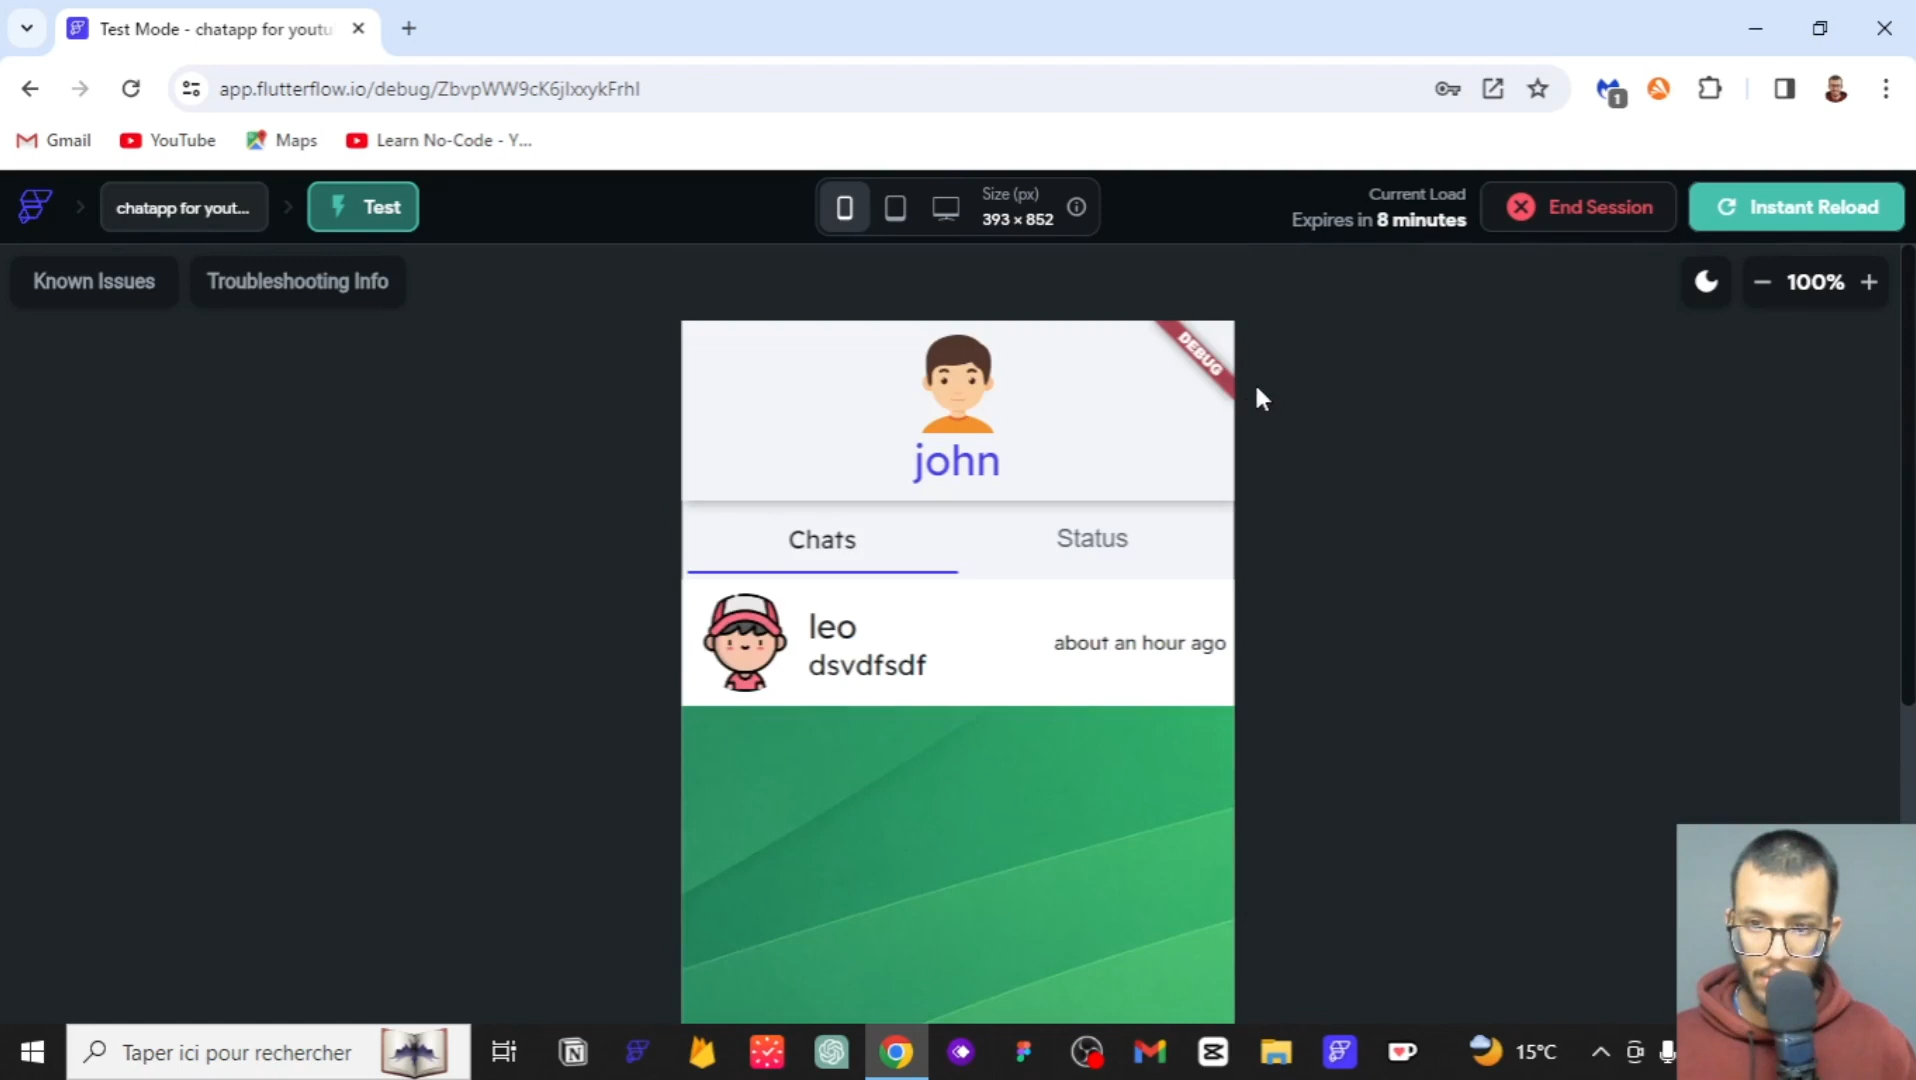 Test Mode - chatapp for youtu
app.flutterflow.io/debug/ZbvpWW9cK6jIxxykFrhI
1
Gmail
YouTube
Maps
Learn No-Code - Y...
chatapp for yout...
Test
Size (px)
393 × 852
Current Load
Expires in 8 minutes
End Session
Instant Reload
Known Issues
Troubleshooting Info
100%
DEBUG
john
Chats
Status
leo
dsvdfsdf
about an hour ago
Taper ici pour rechercher
15°C